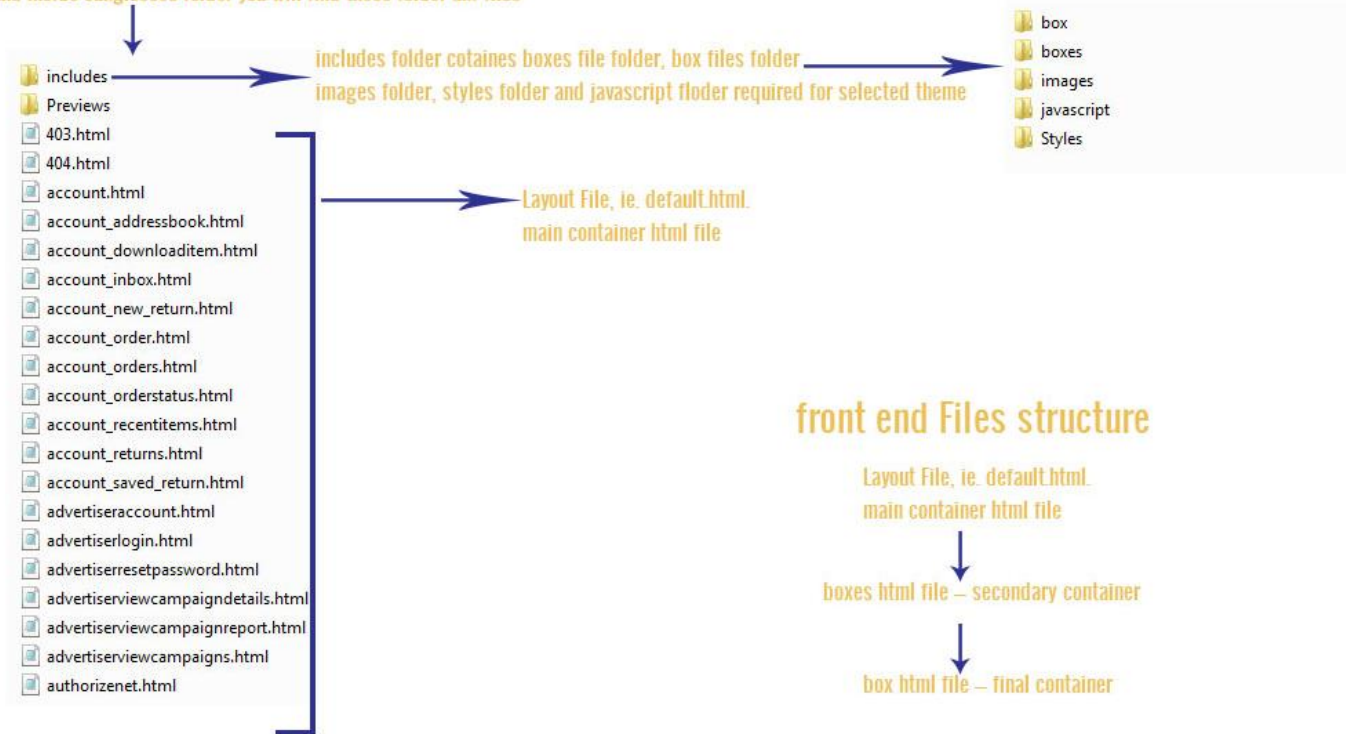 includes
Previews
403.html
404.html
account.html
account_addressbook.html
account_downloaditem.html
account_inbox.html
account_new_return.html
account_order.html
account_orders.html
account_orderstatus.html
account_recentitems.html
account_returns.html
account_saved_return.html
advertiseraccount.html
advertiserlogin.html
advertiserresetpassword.html
advertiserviewcampaigndetails.html
advertiserviewcampaignreport.html
advertiserviewcampaigns.html
authorizenet.html
includes folder cotaines boxes file folder, box files folder
images folder, styles folder and javascript floder required for selected theme
box
boxes
images
javascript
Styles
Layout File, ie. default.html.
main container html file
front end Files structure
Layout File, ie. default.html.
main container html file
boxes html file – secondary container
box html file – final container